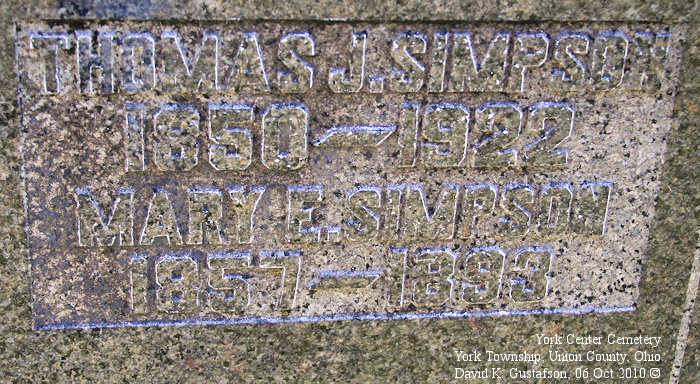 THOMAS J. SIMPSON
1850—1922
MARY E. SIMPSON
1857—1898
York Center Cemetery
York Township, Union County, Ohio
David K. Gustafson, 06 Oct 2010 ©